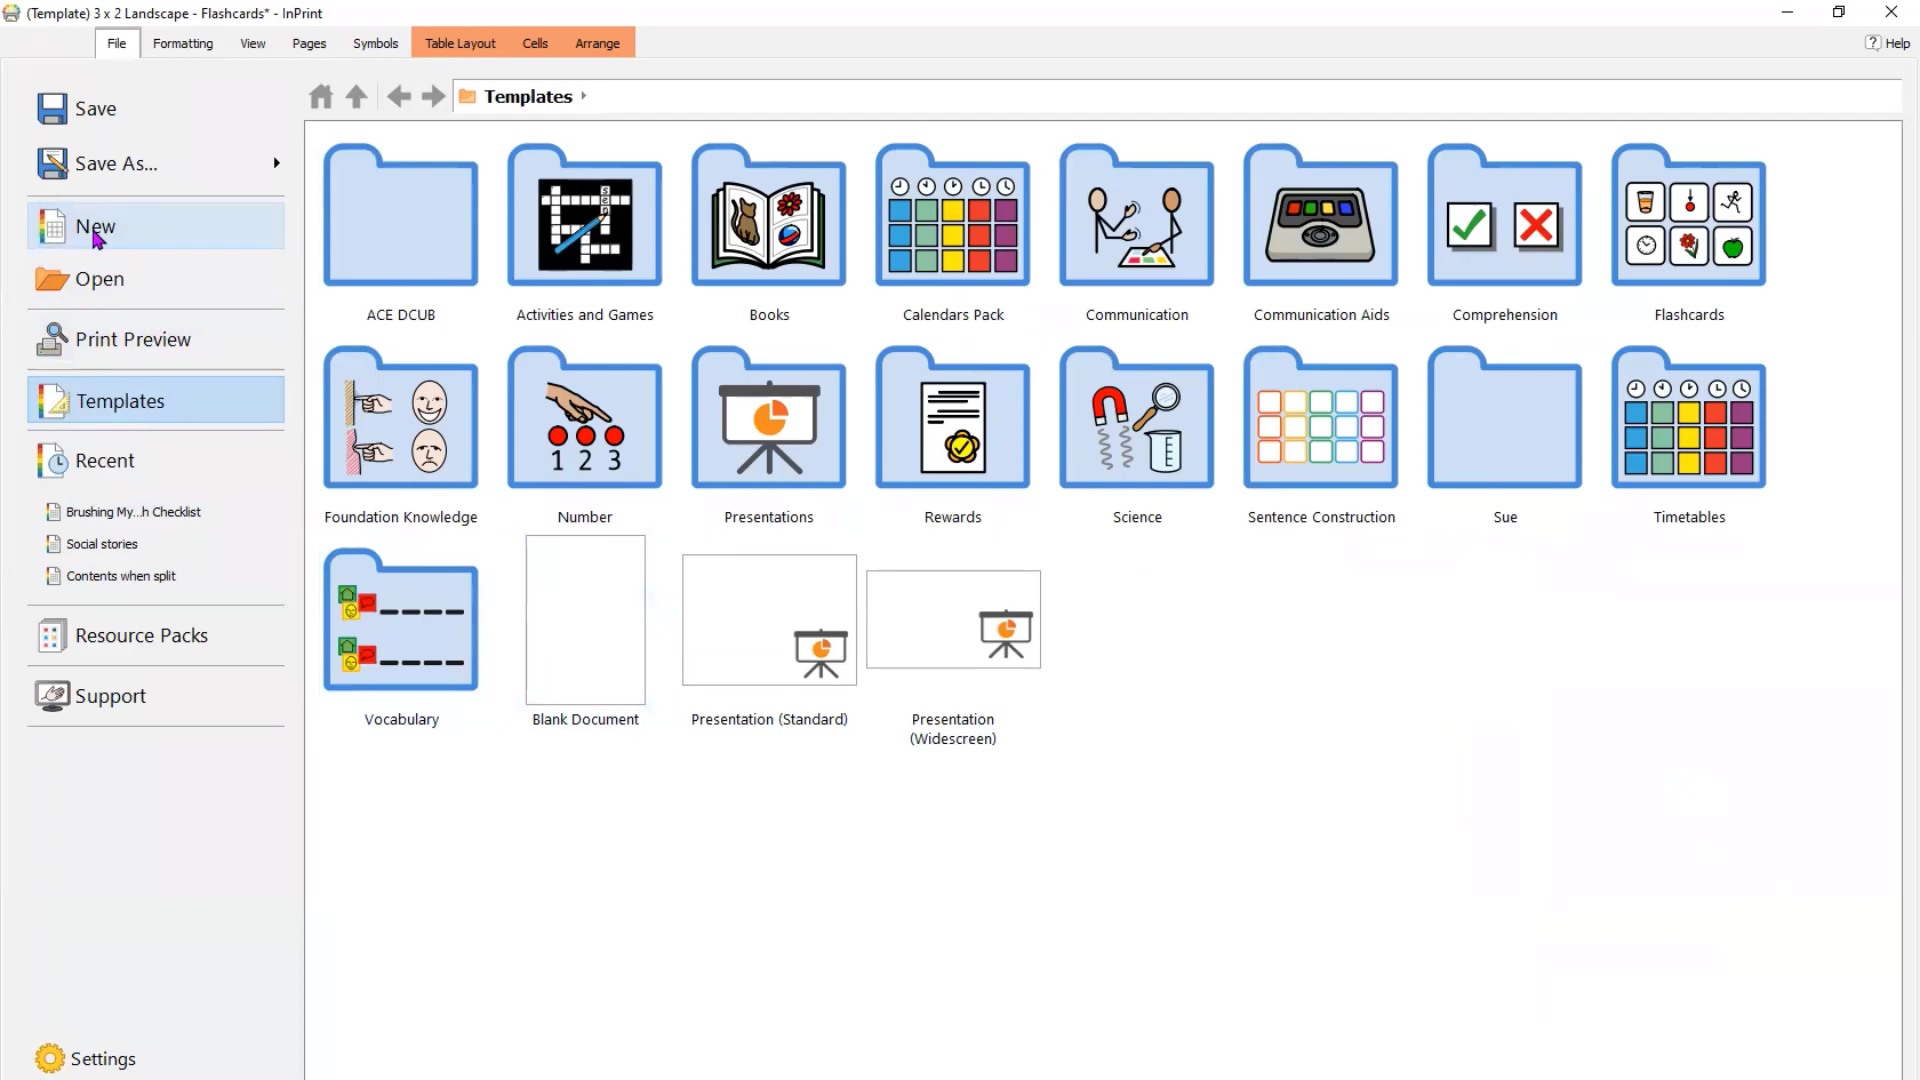 (Template) 3 x 2 Landscape - Flashcards* - InPrint
File Formatting View Pages Symbols Table Layout Cells Arrange Help
Save
Save As...
New
Open
Print Preview
Templates
Recent
Brushing My...h Checklist
Social stories
Contents when split
Resource Packs
Support
Settings
Templates
ACE DCUB Activities and Games Books Calendars Pack Communication Communication Aids Comprehension Flashcards
1 2 3
Foundation Knowledge Number Presentations Rewards Science Sentence Construction Sue Timetables
Vocabulary Blank Document Presentation (Standard) Presentation
(Widescreen)